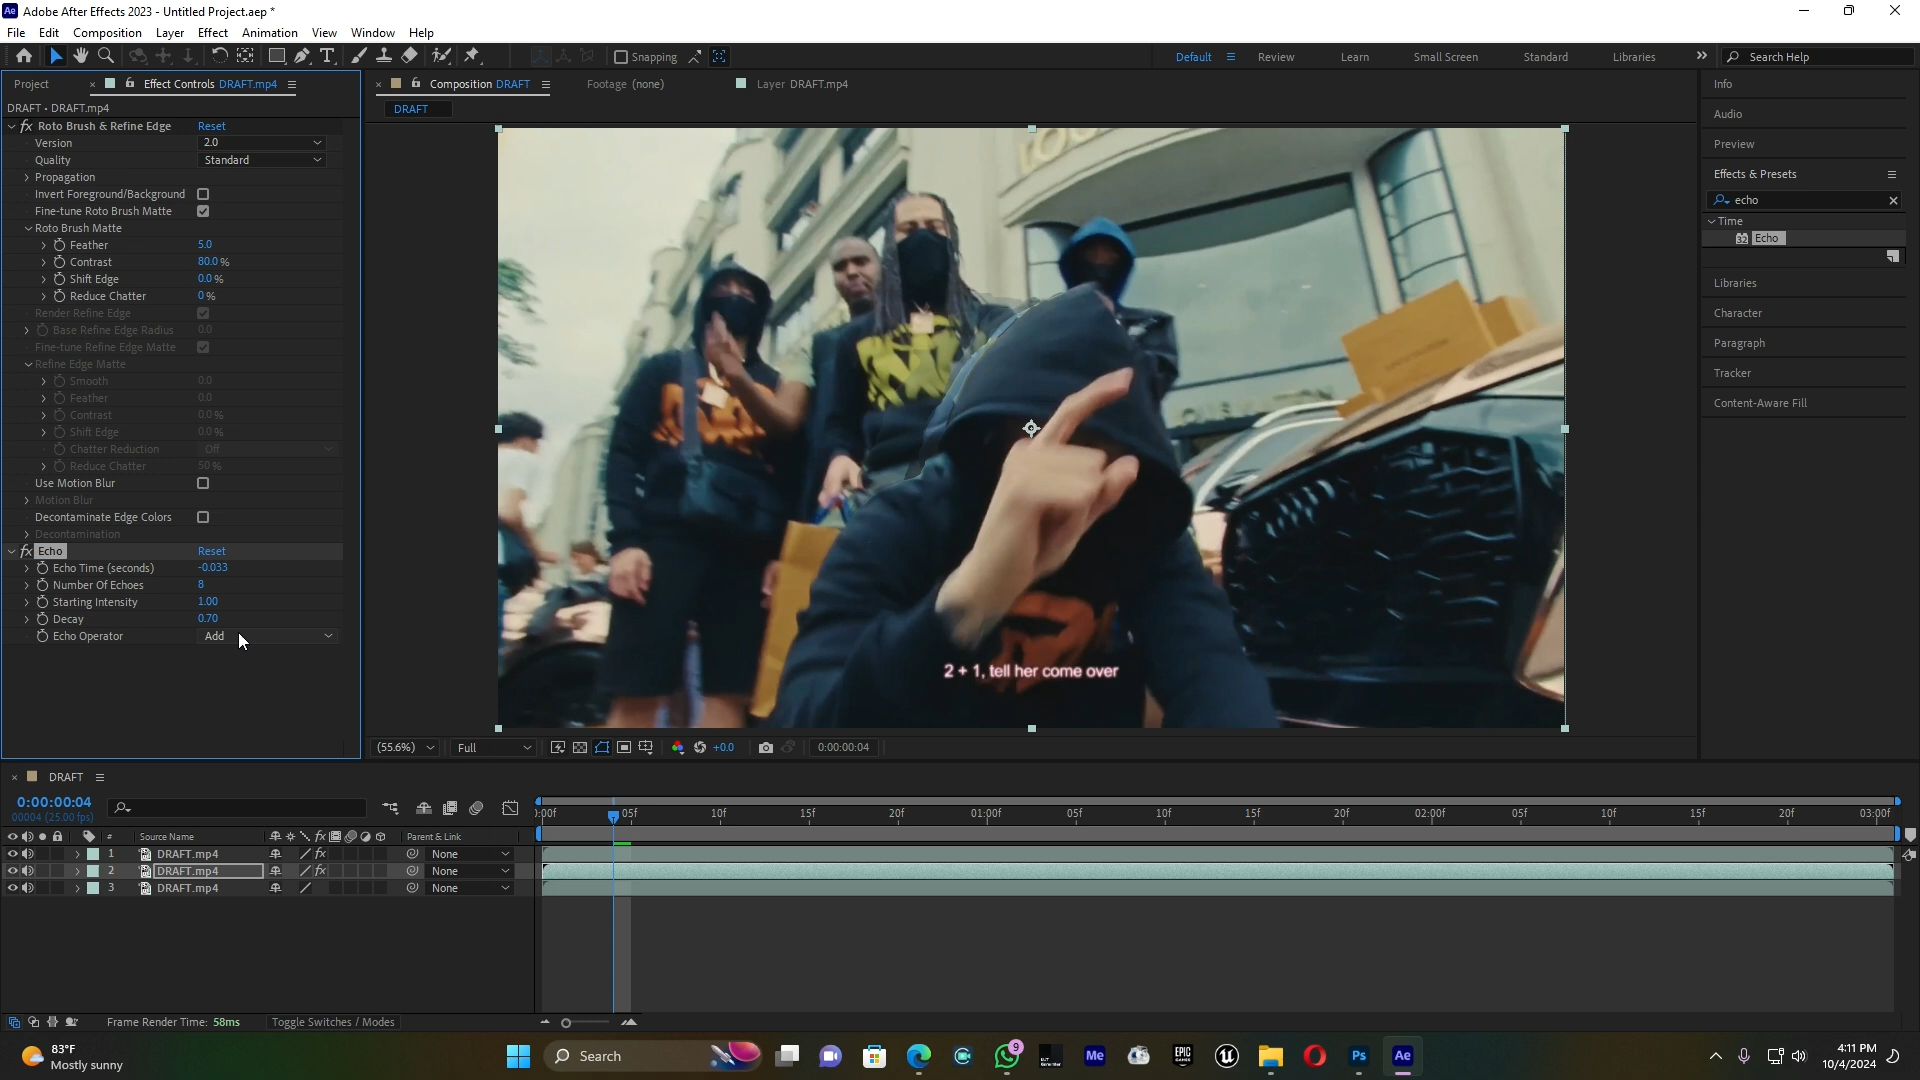 Ae Adobe After Effects 2023 - Untitled Project.aep *
File Edit Composition Layer Effect Animation View Window Help
Snapping
Default Review Learn Small Screen Standard Libraries Search Help
Project Effect Controls DRAFT.mp4
Composition DRAFT Footage (none) Layer DRAFT.mp4
DRAFT • DRAFT.mp4
DRAFT
fx Roto Brush & Refine Edge Reset
Version 2.0
Quality Standard
Propagation
Invert Foreground/Background
Fine-tune Roto Brush Matte
Roto Brush Matte
Feather 5.0
Contrast 80.0 %
Shift Edge 0.0 %
Reduce Chatter 0 %
Render Refine Edge
Base Refine Edge Radius 0.0
Fine-tune Refine Edge Matte
Refine Edge Matte
Smooth 0.0
Feather 0.0
Contrast 0.0 %
Shift Edge 0.0 %
Chatter Reduction Off
Reduce Chatter 50 %
Use Motion Blur
Motion Blur
Decontaminate Edge Colors
Decontamination
fx Echo Reset
Echo Time (seconds) -0.033
Number Of Echoes 8
Starting Intensity 1.00
Decay 0.70
Echo Operator Add
2 + 1, tell her come over
(55.6%) Full +0.0 0:00:00:04
Info
Audio
Preview
Effects & Presets
echo
Time
32 Echo
Libraries
Character
Paragraph
Tracker
Content-Aware Fill
DRAFT
0:00:00:04
00004 (25.00 fps)
:00f 05f 10f 15f 20f 01:00f 05f 10f 15f 20f 02:00f 05f 10f 15f 20f 03:00f
# Source Name fx Parent & Link
1 DRAFT.mp4 fx None
2 DRAFT.mp4 fx None
3 DRAFT.mp4 None
Frame Render Time: 58ms Toggle Switches / Modes
83°F
Mostly sunny
Search
9
Me
EPIC GAMES
Ps
Ae
4:11 PM
10/4/2024